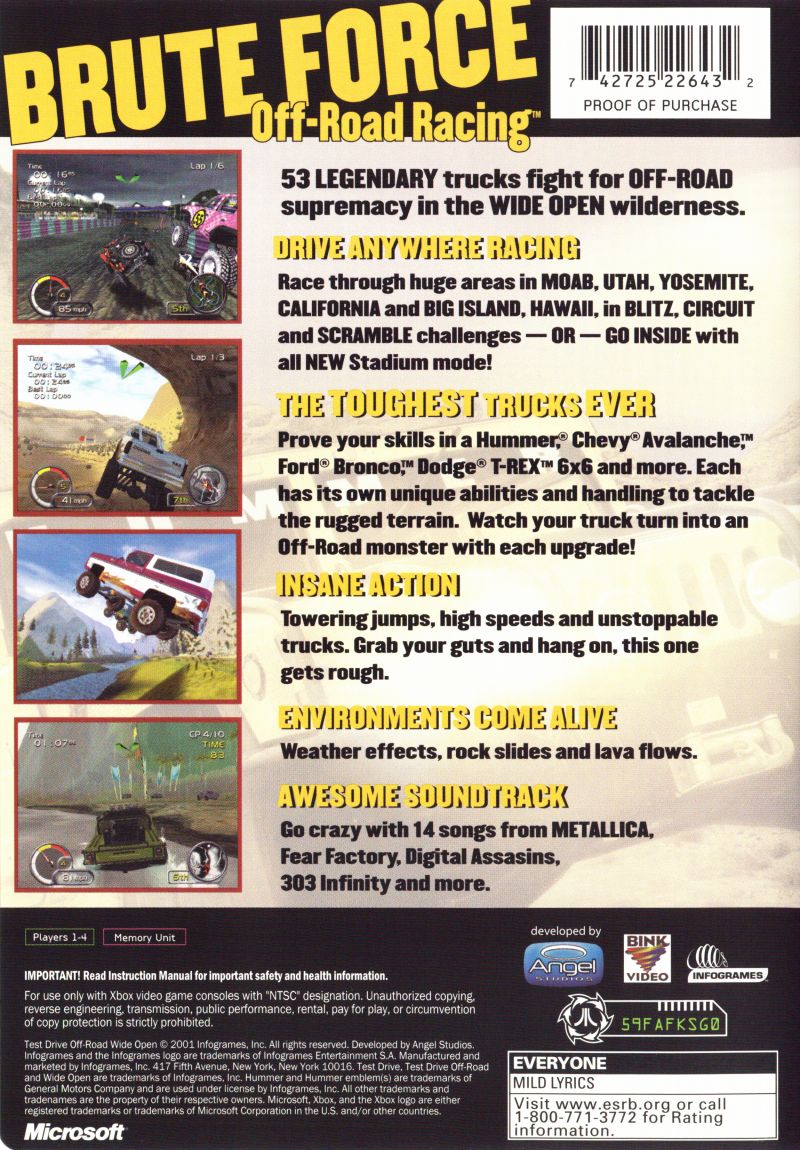 BRUTE FORCE
Off-Road Racing™
7 42725 22643 2
PROOF OF PURCHASE
53 LEGENDARY trucks fight for OFF-ROAD
supremacy in the WIDE OPEN wilderness.
DRIVE ANYWHERE RACING
Race through huge areas in MOAB, UTAH, YOSEMITE,
CALIFORNIA and BIG ISLAND, HAWAII, in BLITZ, CIRCUIT
and SCRAMBLE challenges — OR — GO INSIDE with
all NEW Stadium mode!
THE TOUGHEST TRUCKS EVER
Prove your skills in a Hummer,® Chevy® Avalanche,™
Ford® Bronco,™ Dodge® T-REX™ 6x6 and more. Each
has its own unique abilities and handling to tackle
the rugged terrain. Watch your truck turn into an
Off-Road monster with each upgrade!
INSANE ACTION
Towering jumps, high speeds and unstoppable
trucks. Grab your guts and hang on, this one
gets rough.
ENVIRONMENTS COME ALIVE
Weather effects, rock slides and lava flows.
AWESOME SOUNDTRACK
Go crazy with 14 songs from METALLICA,
Fear Factory, Digital Assasins,
303 Infinity and more.
Time
Lap 1/6
85 mph
5th
Time
Lap 1/3
Current Lap
Best Lap
00:00
41 mph
7th
CP 4/10
01:07
TIME
83
Players 1-4
Memory Unit
IMPORTANT! Read Instruction Manual for important safety and health information.
For use only with Xbox video game consoles with "NTSC" designation. Unauthorized copying,
reverse engineering, transmission, public performance, rental, pay for play, or circumvention
of copy protection is strictly prohibited.
Test Drive Off-Road Wide Open © 2001 Infogrames, Inc. All rights reserved. Developed by Angel Studios.
Infogrames and the Infogrames logo are trademarks of Infogrames Entertainment S.A. Manufactured and
marketed by Infogrames, Inc. 417 Fifth Avenue, New York, New York 10016. Test Drive, Test Drive Off-Road
and Wide Open are trademarks of Infogrames, Inc. Hummer and Hummer emblem(s) are trademarks of
General Motors Company and are used under license by Infogrames, Inc. All other trademarks and
tradenames are the property of their respective owners. Microsoft, Xbox, and the Xbox logo are either
registered trademarks or trademarks of Microsoft Corporation in the U.S. and/or other countries.
Microsoft
developed by
Angel
STUDIOS
BINK
VIDEO
INFOGRAMES
59FAFKSG0
EVERYONE
MILD LYRICS
Visit www.esrb.org or call
1-800-771-3772 for Rating
information.